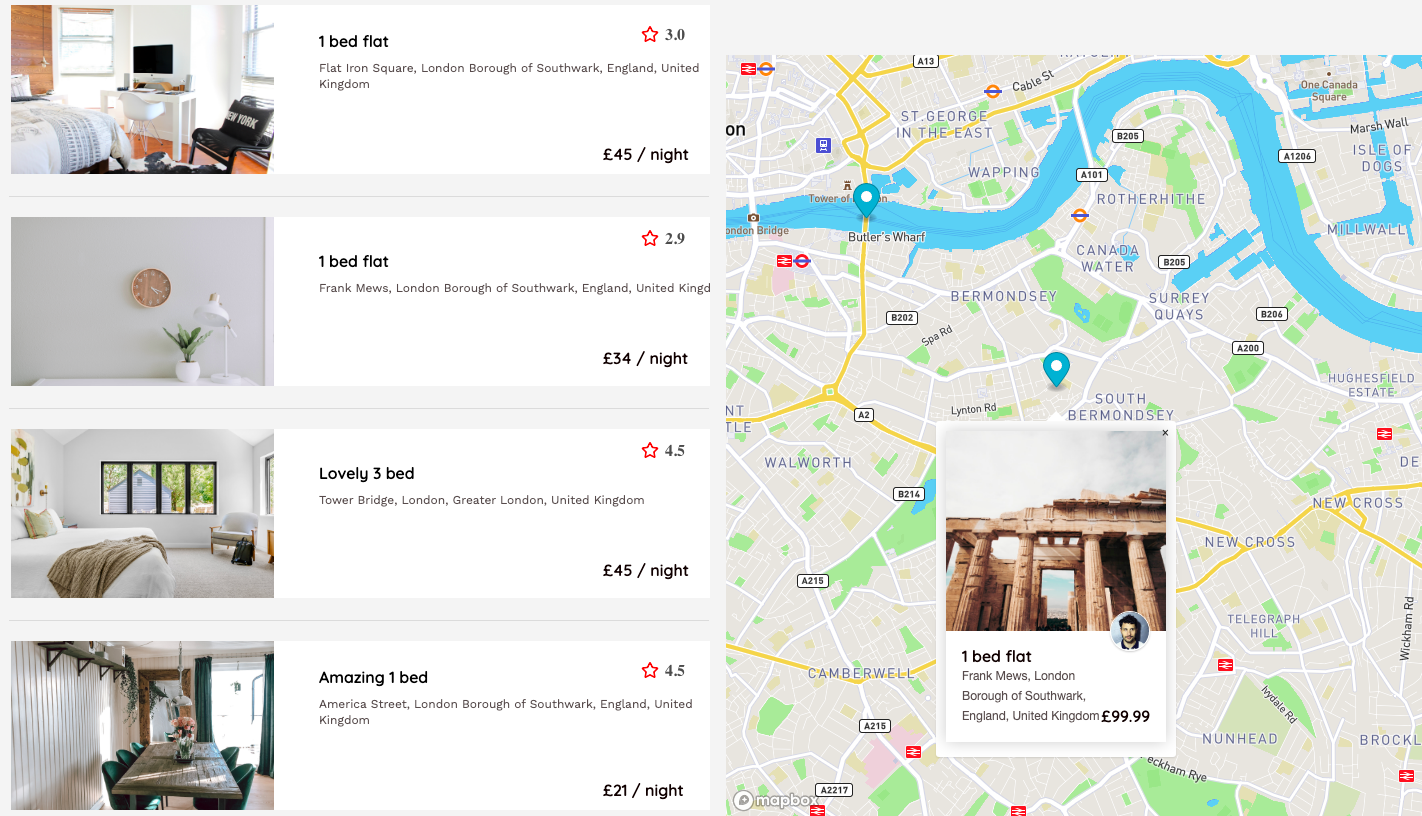 1 bed flat
3.0
Flat Iron Square, London Borough of Southwark, England, United
Kingdom
£45 / night
NEW YORK
1 bed flat
2.9
Frank Mews, London Borough of Southwark, England, United Kingd
£34 / night
Lovely 3 bed
4.5
Tower Bridge, London, Greater London, United Kingdom
£45 / night
Amazing 1 bed
4.5
America Street, London Borough of Southwark, England, United
Kingdom
£21 / night
A13
Cable St
One Canada
Square
ST.GEORGE
IN THE EAST
on
Marsh Wall
B205
ISLE OF
DOGS
A1206
WAPPING
A101
Tower of
ROTHERHITHE
ondon Bridge
Butler's Wharf
MILLWALL
CANADA
WATER
B205
BERMONDSEY
SURREY
QUAYS
B202
B206
Spa Rd
A200
HUGHESFIELD
ESTATE
NT
TLE
A2
Lynton Rd
SOUTH
BERMONDSEY
×
WALWORTH
DE
B214
NEW CROSS
NEW CROSS
A215
Wickham Rd
TELEGRAPH
HILL
CAMBERWELL
1 bed flat
Frank Mews, London
Borough of Southwark,
England, United Kingdom
£99.99
Ivydale Rd
A215
NUNHEAD
BROCKL
eckham Rye
A2217
mapbox